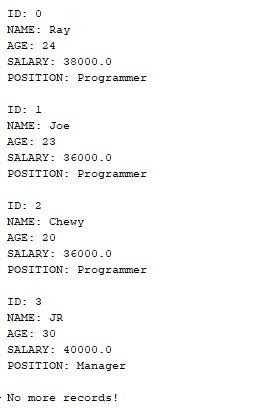 ID: 0
NAME: Ray
AGE: 24
SALARY: 38000.0
POSITION: Programmer
ID: 1
NAME: Joe
AGE: 23
SALARY: 36000.0
POSITION: Programmer
ID: 2
NAME: Chewy
AGE: 20
SALARY: 36000.0
POSITION: Programmer
ID: 3
NAME: JR
AGE: 30
SALARY: 40000.0
POSITION: Manager
No more records!